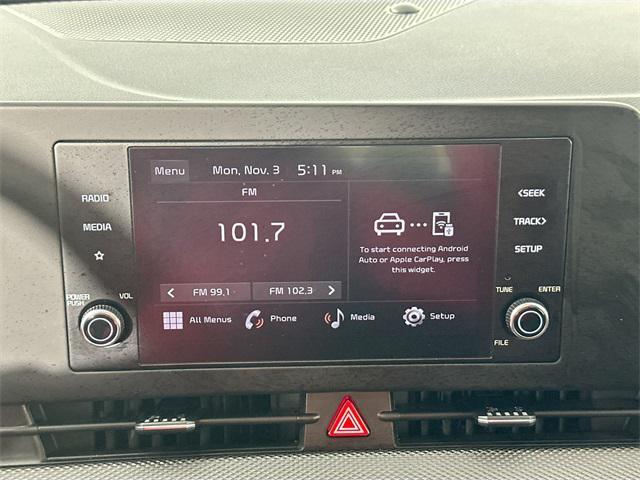 Menu Mon, Nov. 3 5:11 PM
FM
101.7
FM 99.1 FM 102.3
To start connecting Android
Auto or Apple CarPlay, press
this widget.
All Menus Phone Media Setup
RADIO
MEDIA
POWER
PUSH
VOL
<SEEK
TRACK>
SETUP
TUNE ENTER
FILE